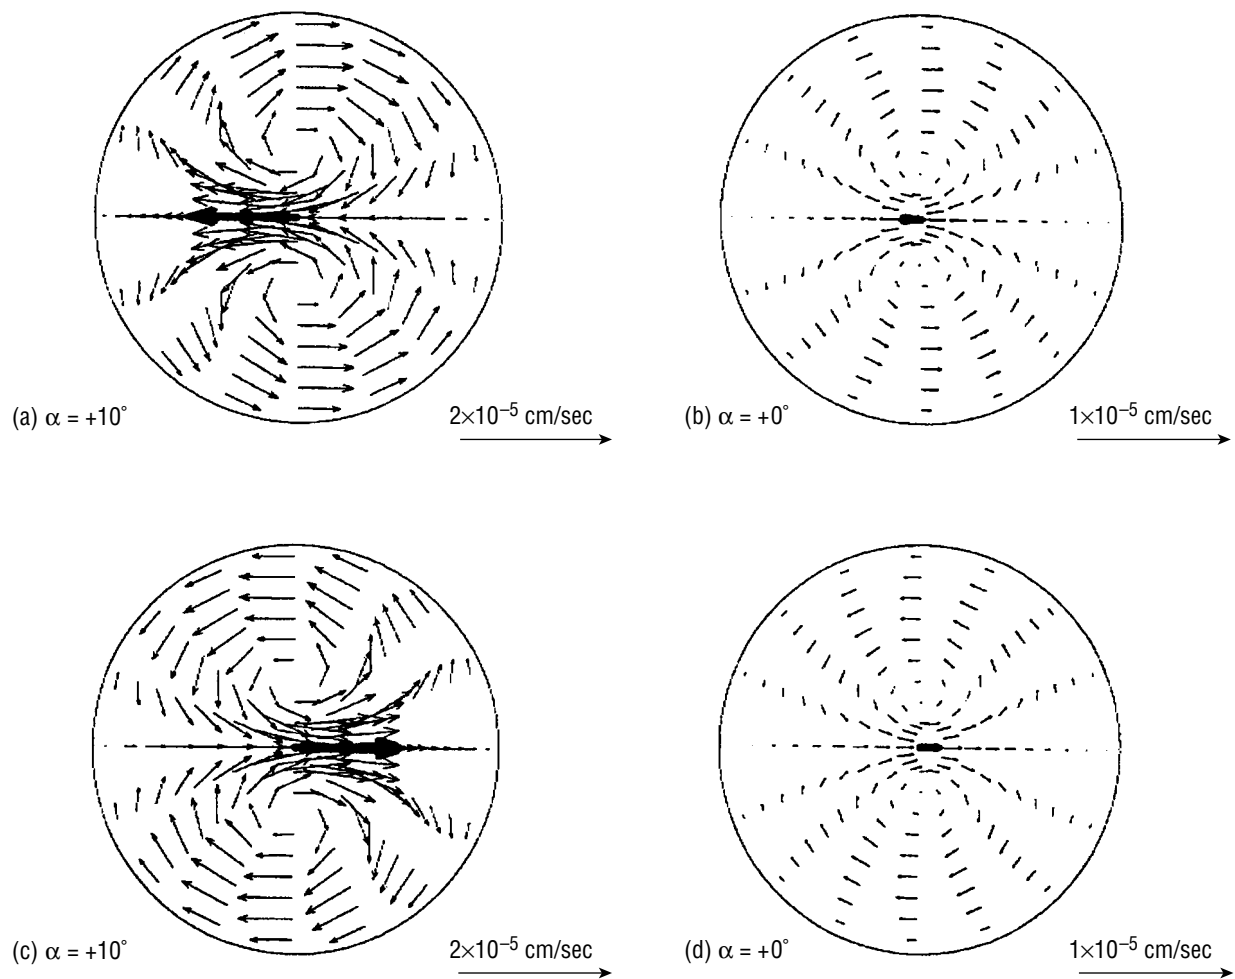 (a) α = +10° 2×10⁻⁵ cm/sec
(b) α = +0° 1×10⁻⁵ cm/sec
(c) α = +10° 2×10⁻⁵ cm/sec
(d) α = +0° 1×10⁻⁵ cm/sec